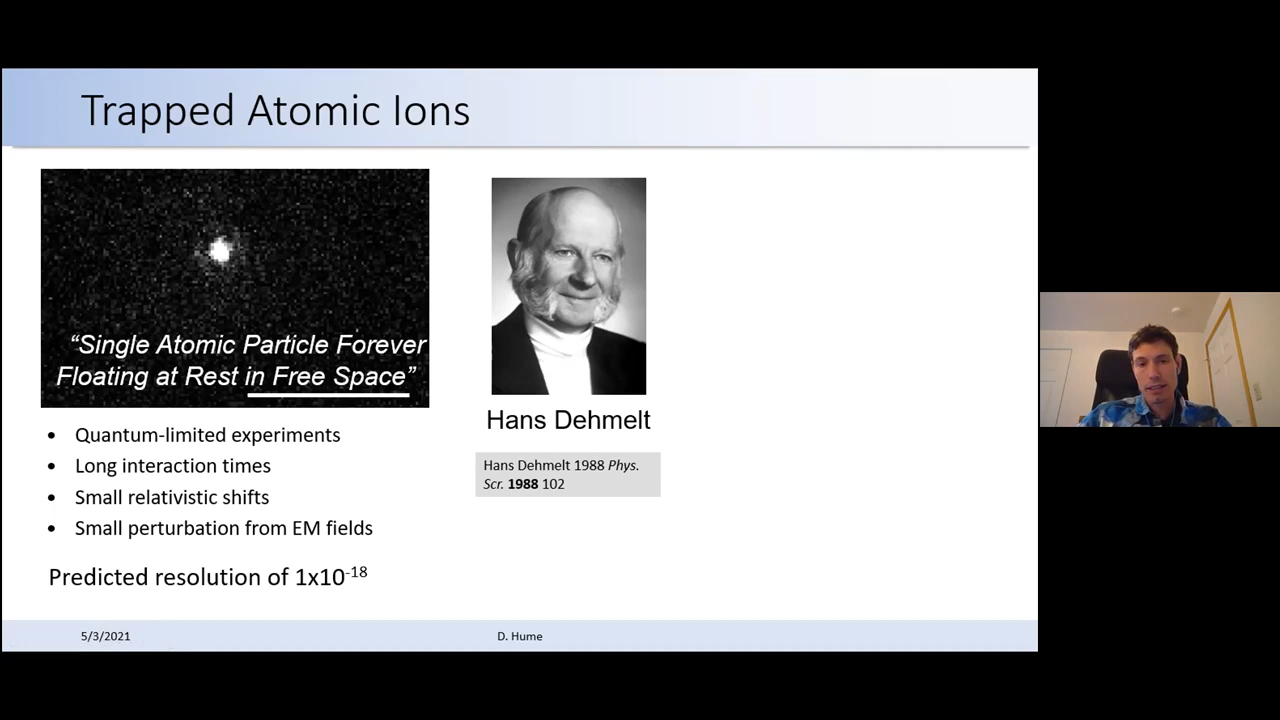 Trapped Atomic Ions
“Single Atomic Particle Forever
Floating at Rest in Free Space”
• Quantum-limited experiments
• Long interaction times
• Small relativistic shifts
• Small perturbation from EM fields
Predicted resolution of 1x10⁻¹⁸
Hans Dehmelt
Hans Dehmelt 1988 Phys.
Scr. 1988 102
5/3/2021
D. Hume